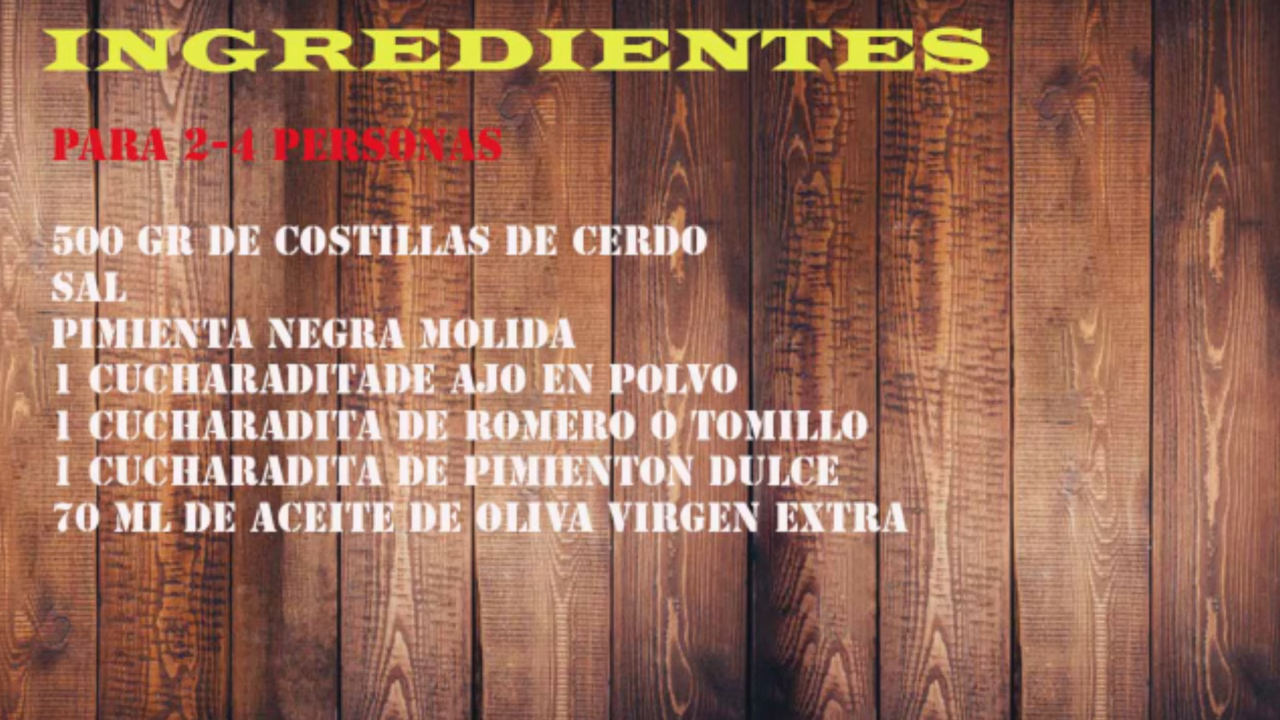 INGREDIENTES
PARA 2-4 PERSONAS
500 GR DE COSTILLAS DE CERDO
SAL
PIMIENTA NEGRA MOLIDA
1 CUCHARADITADE AJO EN POLVO
1 CUCHARADITA DE ROMERO O TOMILLO
1 CUCHARADITA DE PIMIENTON DULCE
70 ML DE ACEITE DE OLIVA VIRGEN EXTRA